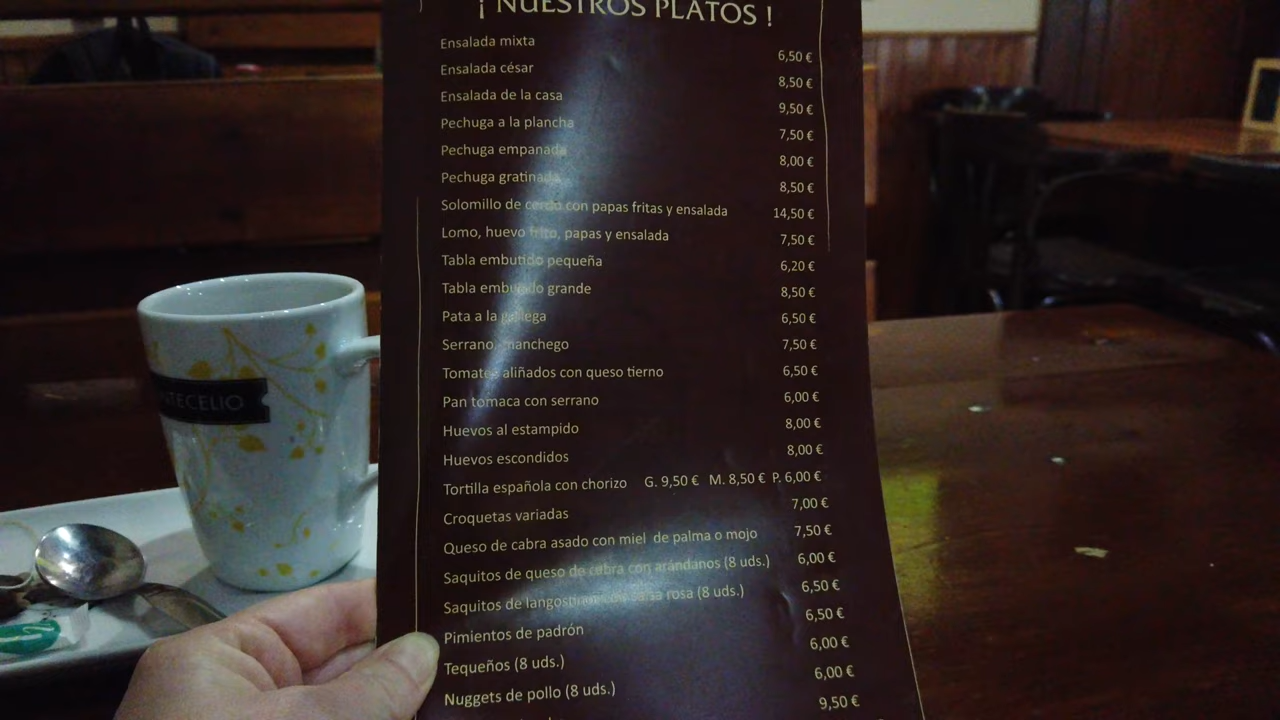 ¡ NUESTROS PLATOS !
Ensalada mixta 6,50 €
Ensalada césar 8,50 €
Ensalada de la casa 9,50 €
Pechuga a la plancha 7,50 €
Pechuga empanada 8,00 €
Pechuga gratinada 8,50 €
Solomillo de cerdo con papas fritas y ensalada 14,50 €
Lomo, huevo frito, papas y ensalada 7,50 €
Tabla embutido pequeña 6,20 €
Tabla embutido grande 8,50 €
Pata a la gallega 6,50 €
Serrano, manchego 7,50 €
Tomates aliñados con queso tierno 6,50 €
Pan tomaca con serrano 6,00 €
Huevos al estampido 8,00 €
Huevos escondidos 8,00 €
Tortilla española con chorizo G. 9,50 € M. 8,50 € P. 6,00 €
Croquetas variadas 7,00 €
Queso de cabra asado con miel de palma o mojo 7,50 €
Saquitos de queso de cabra con arándanos (8 uds.) 6,00 €
Saquitos de langostinos salsa rosa (8 uds.) 6,50 €
Pimientos de padrón 6,50 €
Tequeños (8 uds.) 6,00 €
Nuggets de pollo (8 uds.) 6,00 €
9,50 €
NTECELIO